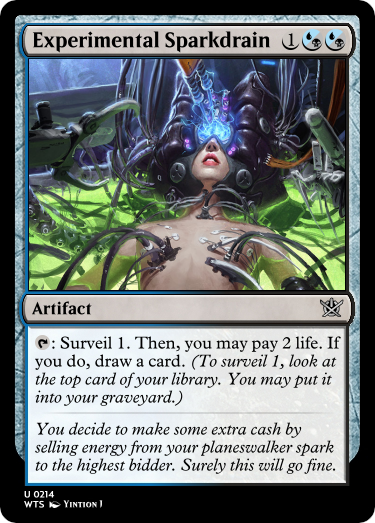 Experimental Sparkdrain 1
Artifact
: Surveil 1. Then, you may pay 2 life. If
you do, draw a card. (To surveil 1, look at
the top card of your library. You may put it
into your graveyard.)
You decide to make some extra cash by
selling energy from your planeswalker spark
to the highest bidder. Surely this will go fine.
U 0214
WTS Yintion J